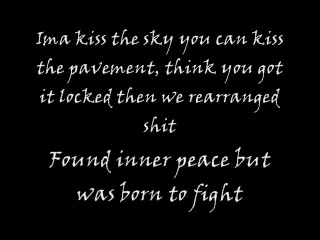 Ima kiss the sky you can kiss
the pavement, think you got
it locked then we rearranged
shit
Found inner peace but
was born to fight